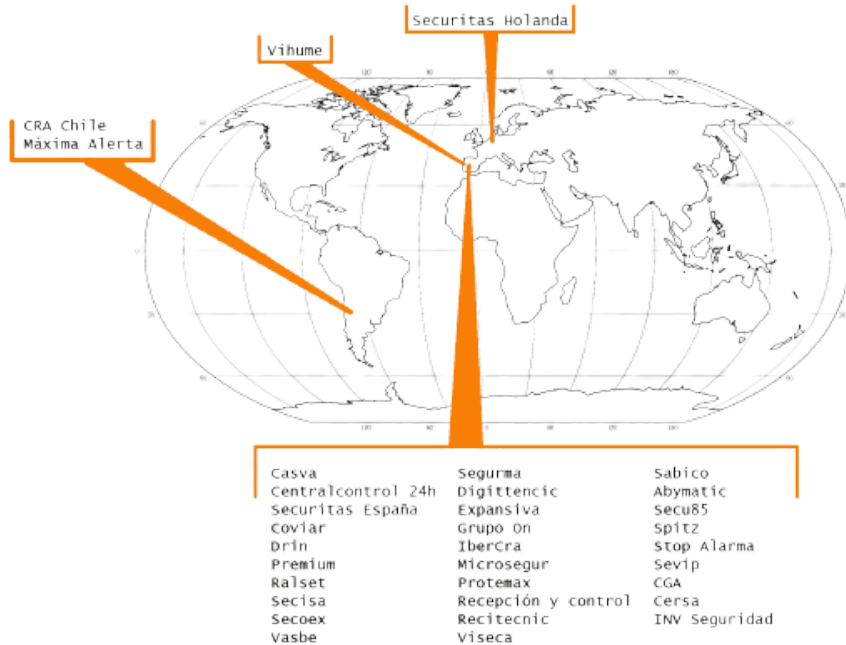 Securitas Holanda
Vihume
CRA Chile
Máxima Alerta
Casva
Centralcontrol 24h
Securitas España
Coviar
Drin
Premium
Ralset
Secisa
Secoex
Vasbe
Segurma
Digittencic
Expansiva
Grupo On
IberCra
Microsegur
Protemax
Recepción y control
Recitecnic
Viseca
Sabico
Abymatic
Secu85
Spitz
Stop Alarma
Sevip
CGA
Cersa
INV Seguridad